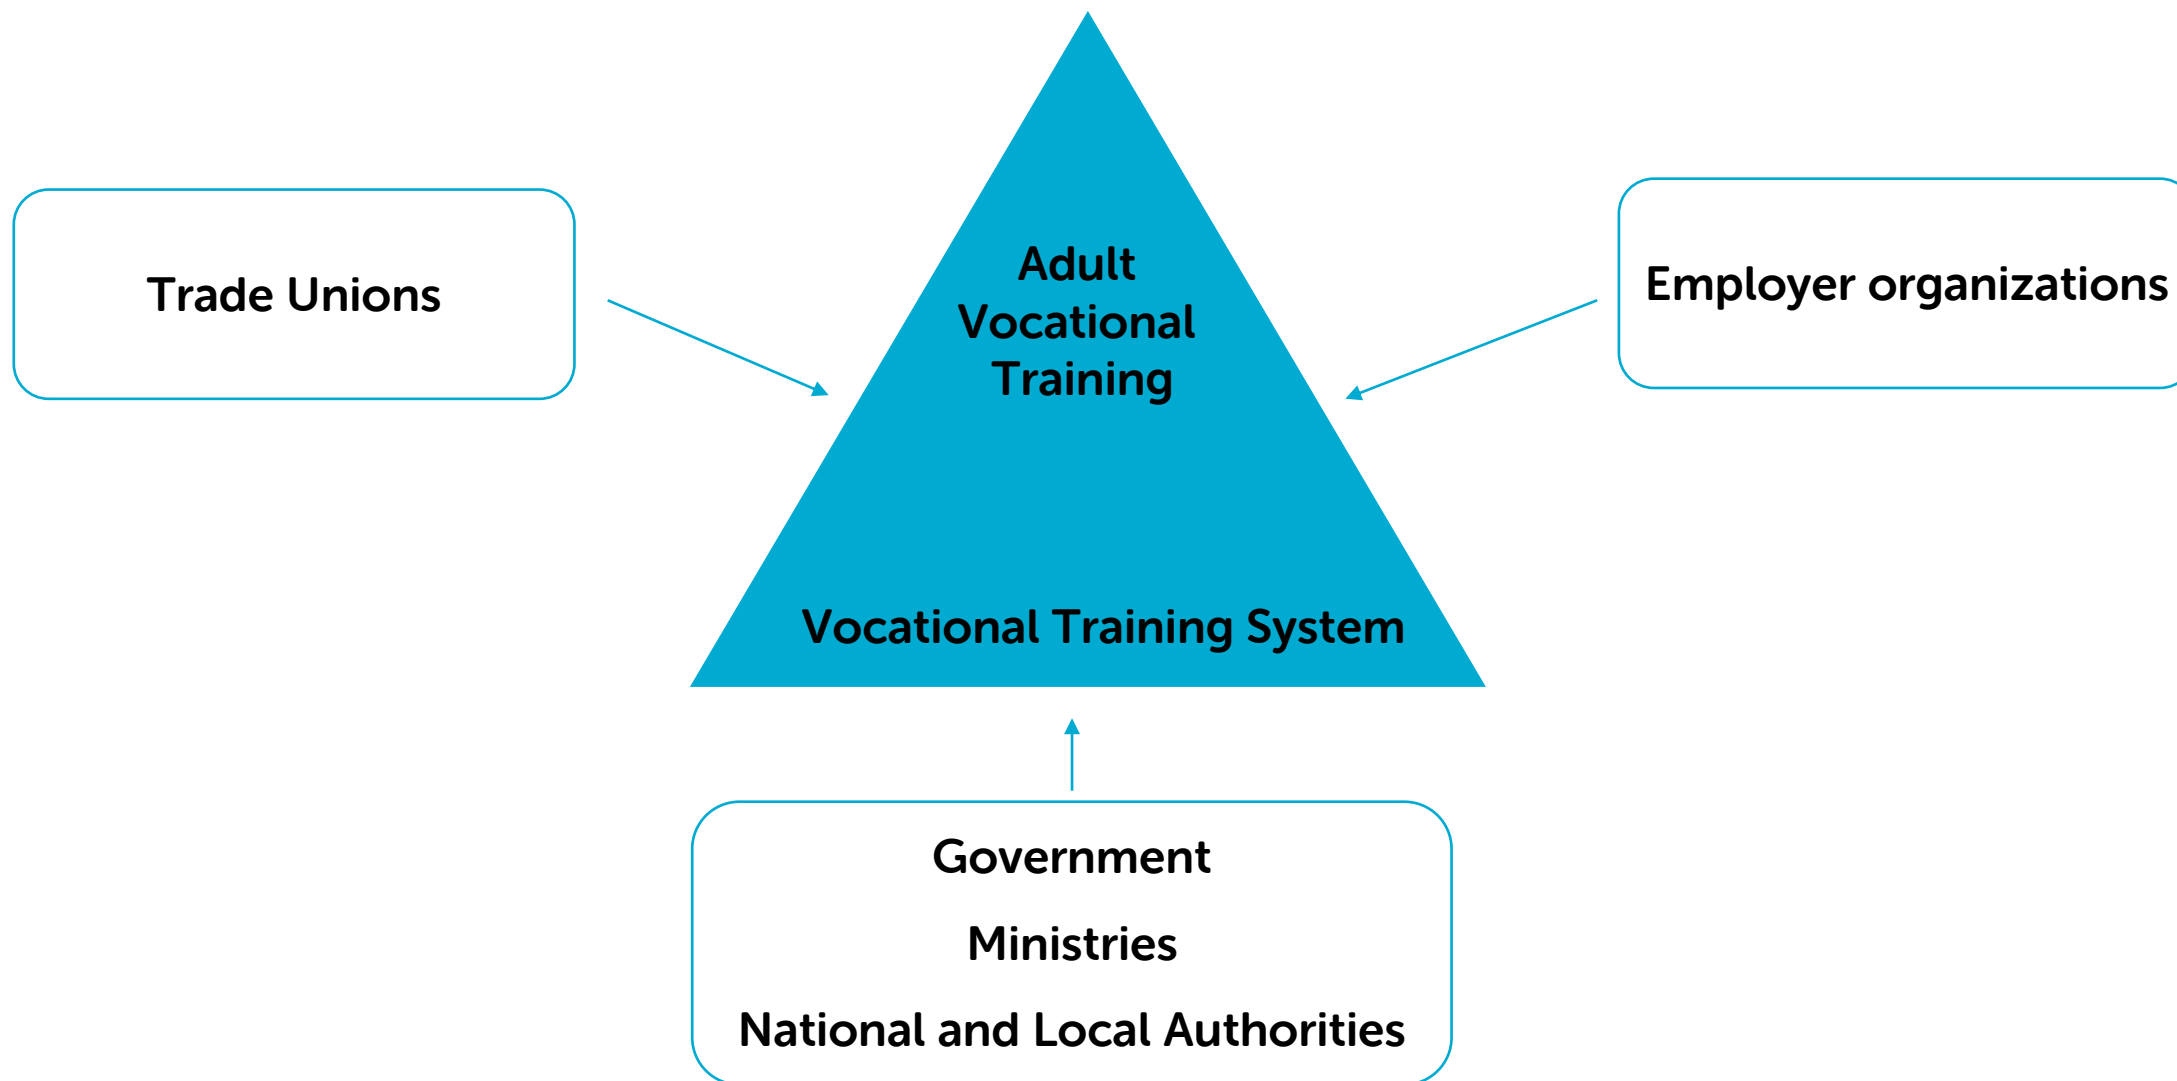 Trade Unions
Adult
Vocational
Training
Employer organizations
Vocational Training System
Government
Ministries
National and Local Authorities